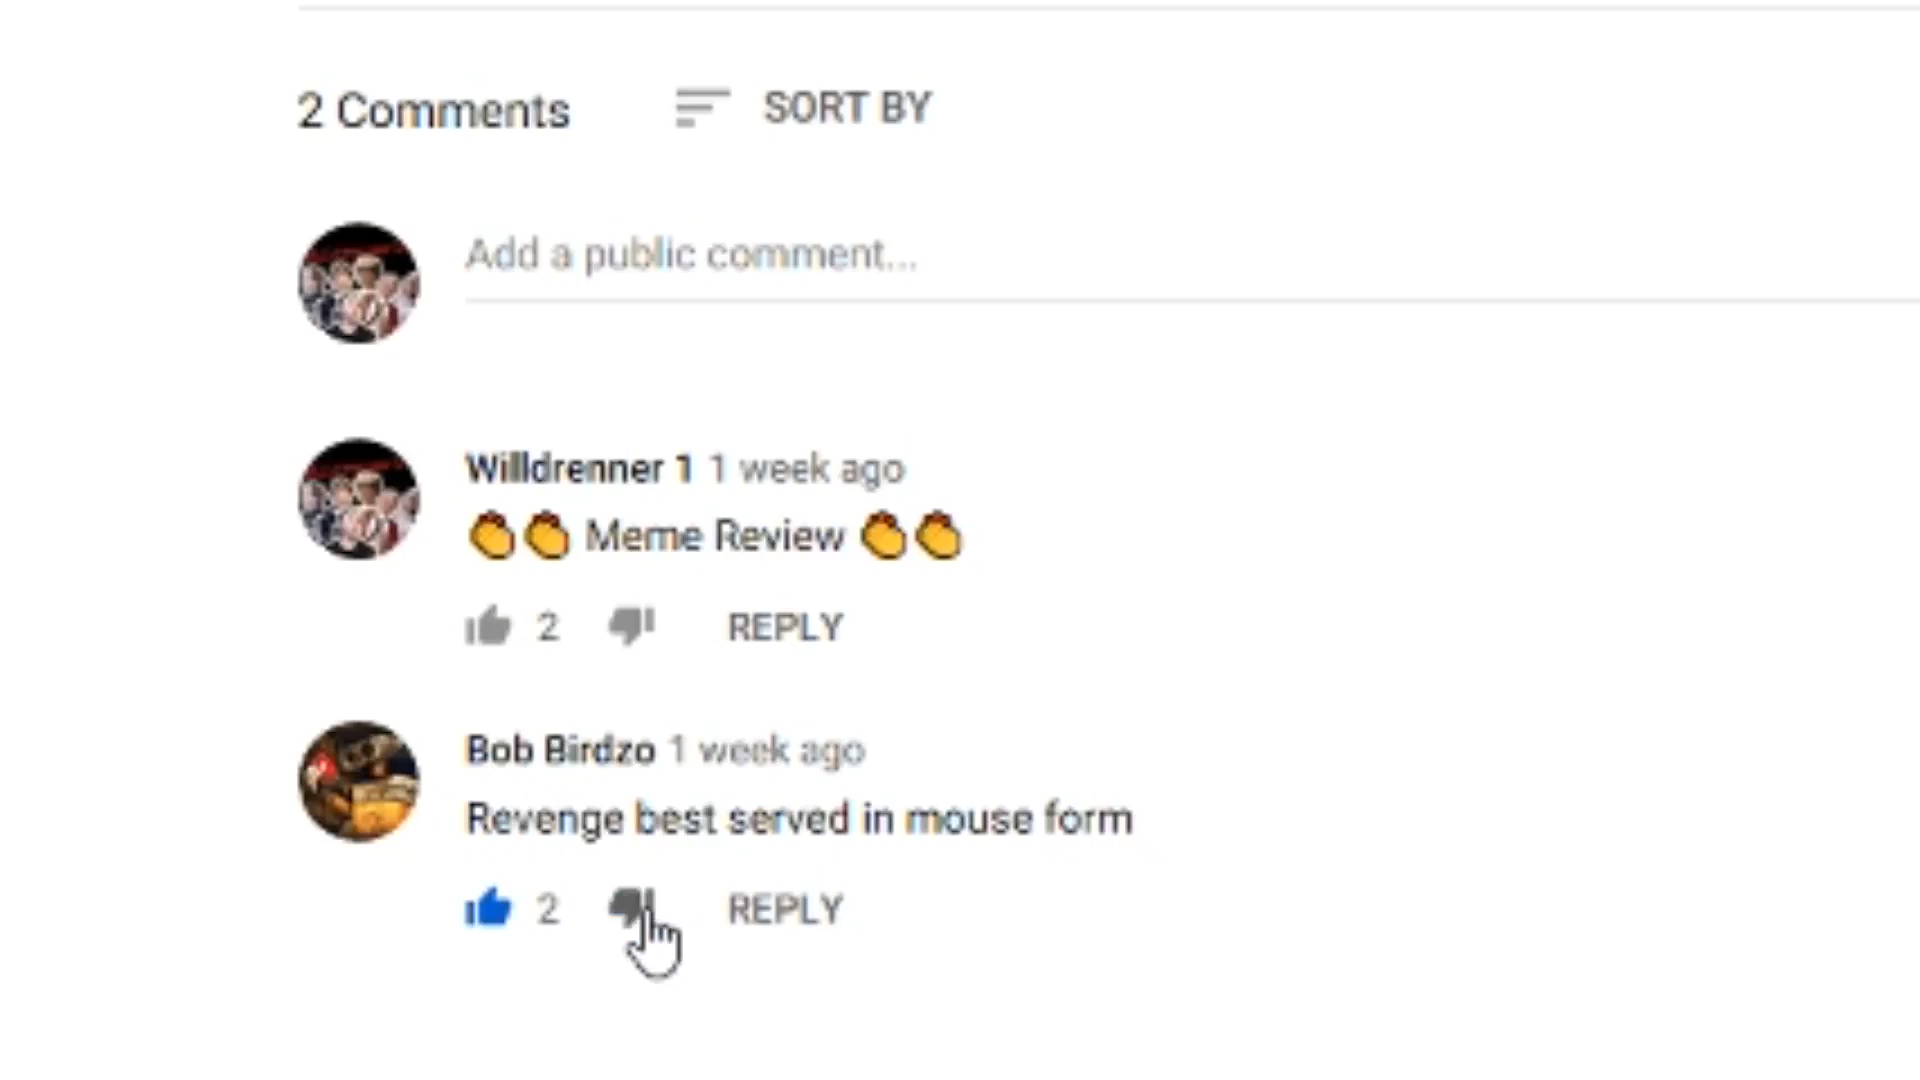 2 Comments SORT BY
Add a public comment...
Willdrenner 1 1 week ago
👏👏 Meme Review 👏👏
2 REPLY
Bob Birdzo 1 week ago
Revenge best served in mouse form
2 REPLY